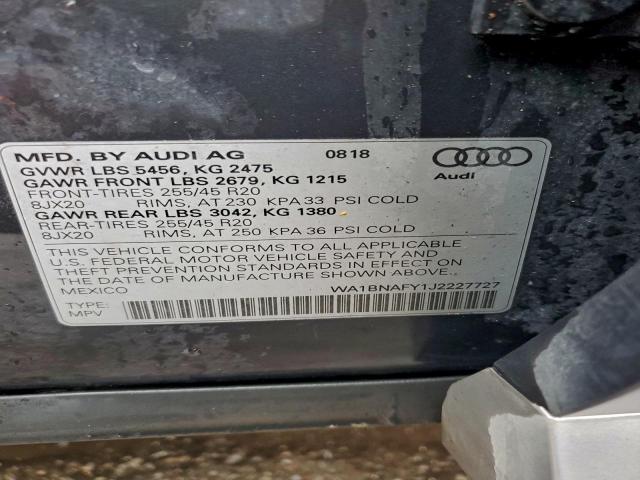 MFD. BY AUDI AG 0818
GVWR LBS 5456, KG 2475
GAWR FRONT LBS 2679, KG 1215
FRONT-TIRES 255/45 R20
8JX20 RIMS, AT 230 KPA 33 PSI COLD
GAWR REAR LBS 3042, KG 1380
REAR-TIRES 255/45 R20
8JX20 RIMS, AT 250 KPA 36 PSI COLD
Audi
THIS VEHICLE CONFORMS TO ALL APPLICABLE
U.S. FEDERAL MOTOR VEHICLE SAFETY AND
THEFT PREVENTION STANDARDS IN EFFECT ON
THE DATE OF MANUFACTURE SHOWN ABOVE.
MEXICO WA1BNAFY1J2227727
TYPE:
MPV